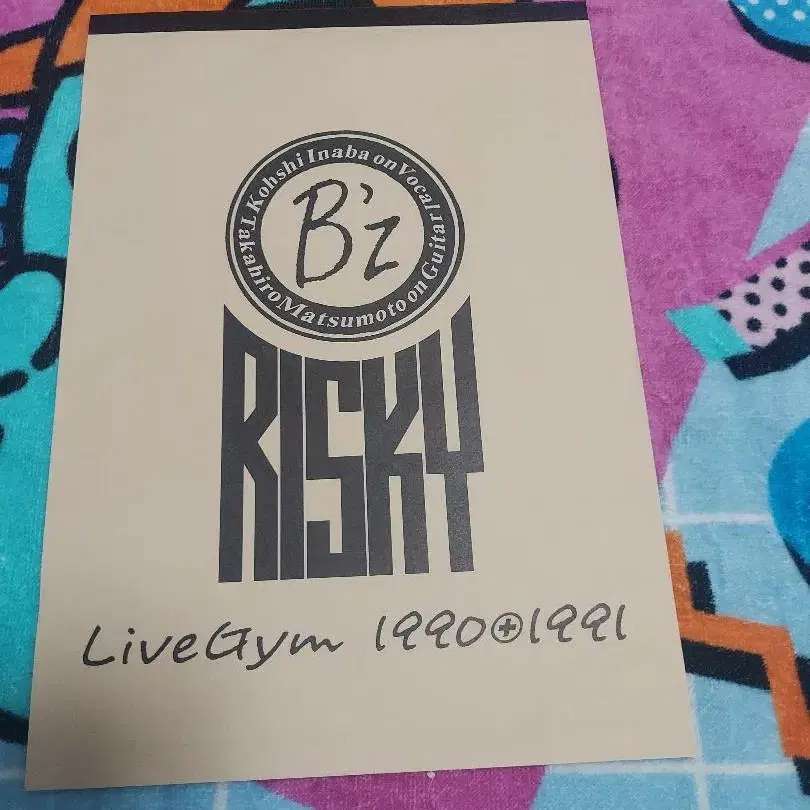 Kohshi Inaba on Vocal
B'z
Takahiro Matsumoto on Guitar
RISKY
LiveGym 1990⊕1991